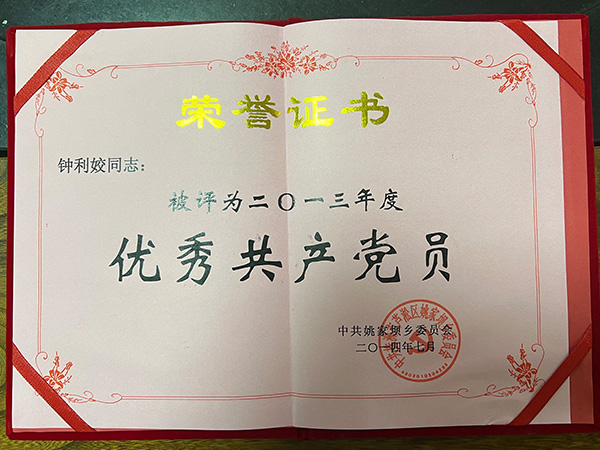 荣誉证书
钟利姣同志：
被评为二〇一三年度
优秀共产党员
中共姚家坝乡委员会
二〇一四年七月